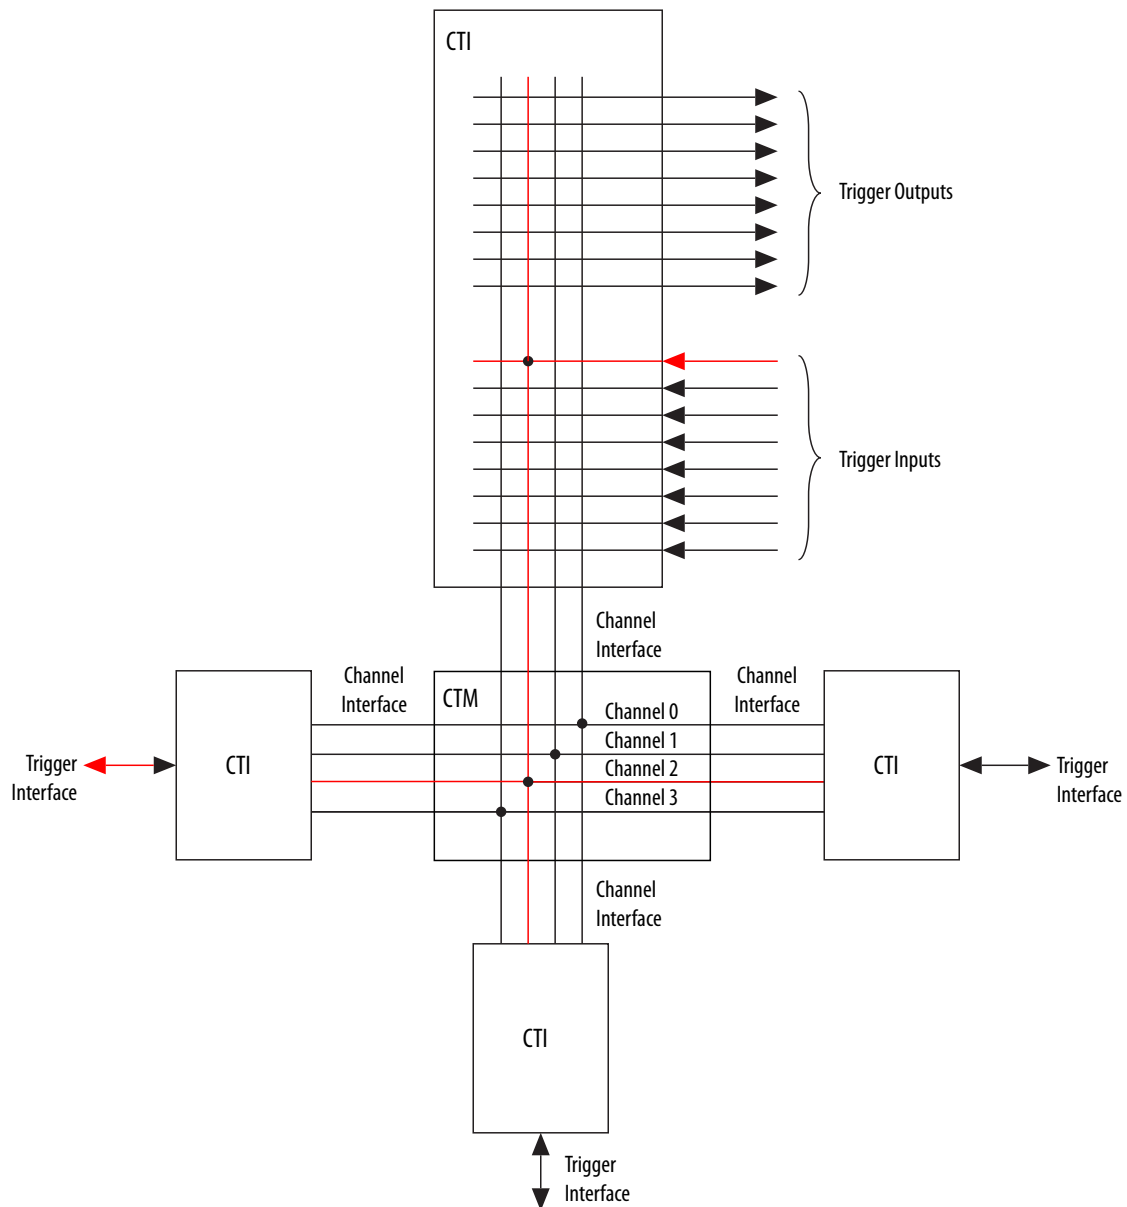 CTI
Trigger Outputs
Trigger Inputs
Channel
Interface
Channel
Interface
CTM
Channel 0
Channel 1
Channel 2
Channel 3
Channel
Interface
Trigger
Interface
CTI
CTI
Trigger
Interface
Channel
Interface
CTI
Trigger
Interface